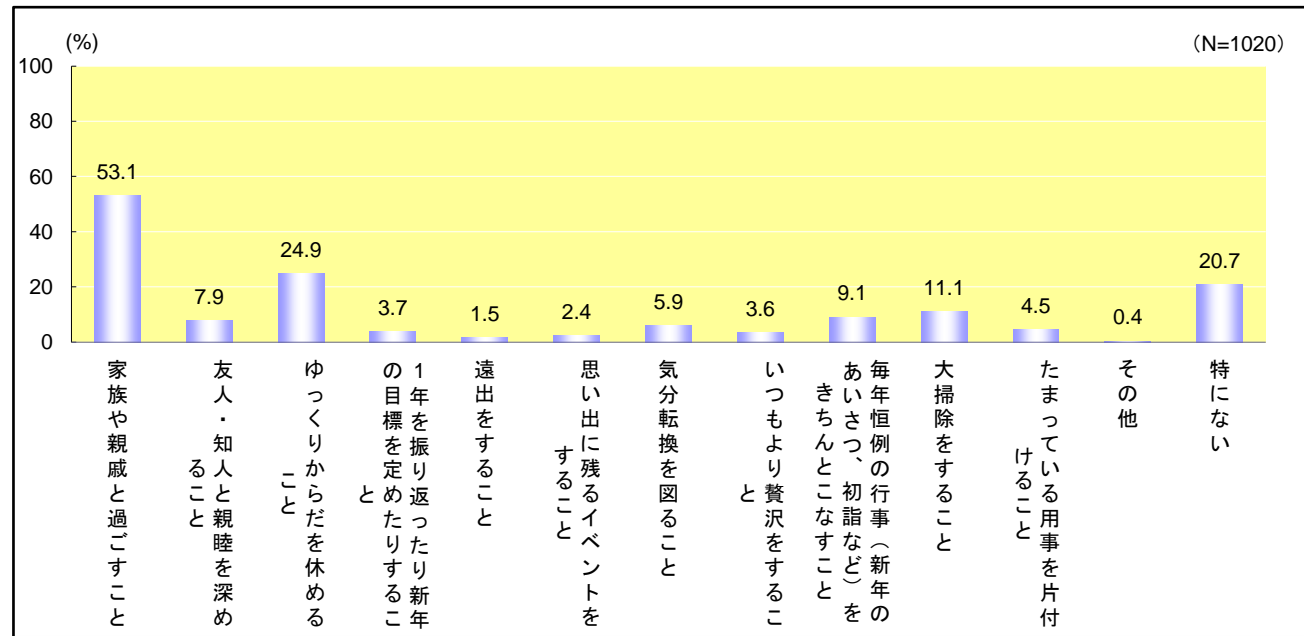 (%)
（N=1020）
100
80
60
40
20
0
53.1
7.9
24.9
3.7
1.5
2.4
5.9
3.6
9.1
11.1
4.5
0.4
20.7
家族や親戚と過ごすこと
友人・知人と親睦を深め
ること
ゆっくりからだを休める
こと
１年を振り返ったり新年
の目標を定めたりするこ
と
遠出をすること
思い出に残るイベントを
すること
気分転換を図ること
いつもより贅沢をするこ
と
毎年恒例の行事（新年の
あいさつ、初詣など）を
きちんとこなすこと
大掃除をすること
たまっている用事を片付
けること
その他
特にない